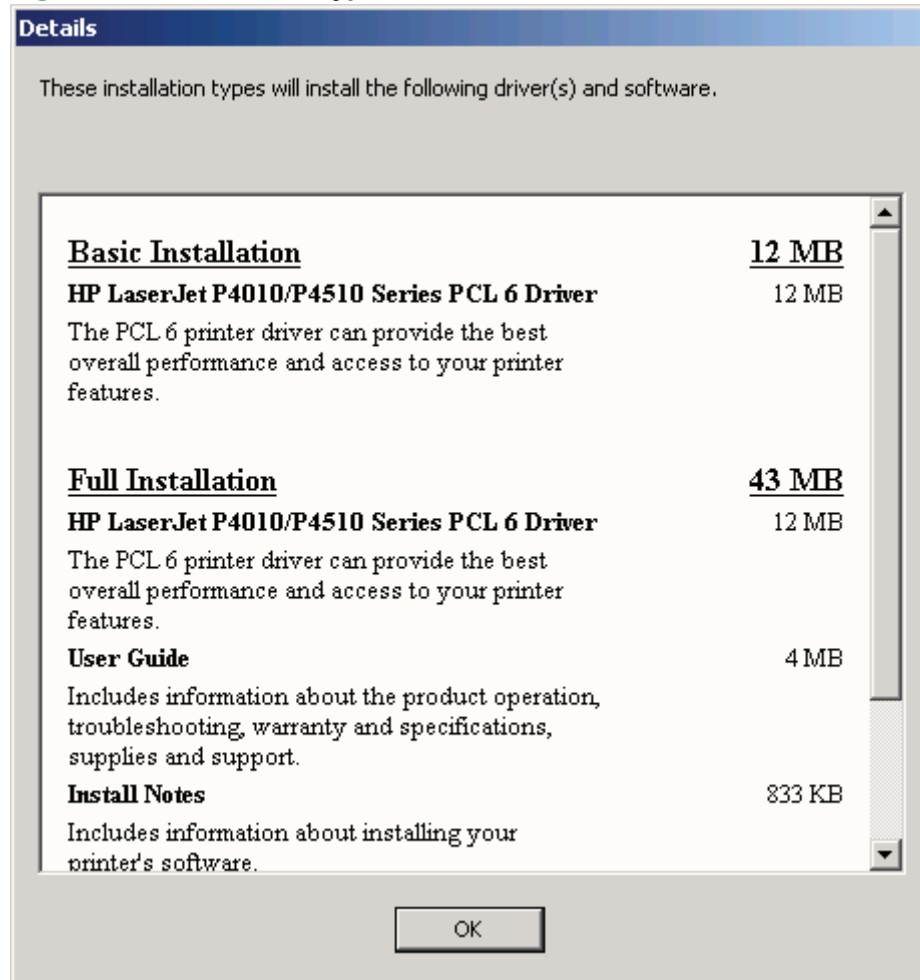 Details
These installation types will install the following driver(s) and software.
Basic Installation 12 MB
HP LaserJet P4010/P4510 Series PCL 6 Driver 12 MB
The PCL 6 printer driver can provide the best
overall performance and access to your printer
features.
Full Installation 43 MB
HP LaserJet P4010/P4510 Series PCL 6 Driver 12 MB
The PCL 6 printer driver can provide the best
overall performance and access to your printer
features.
User Guide 4 MB
Includes information about the product operation,
troubleshooting, warranty and specifications,
supplies and support.
Install Notes 833 KB
Includes information about installing your
printer's software.
OK